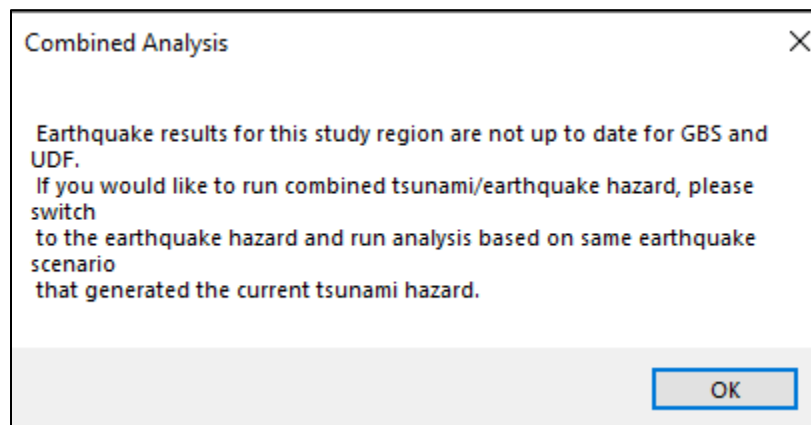 Combined Analysis
Earthquake results for this study region are not up to date for GBS and
UDF.
If you would like to run combined tsunami/earthquake hazard, please
switch
to the earthquake hazard and run analysis based on same earthquake
scenario
that generated the current tsunami hazard.
OK